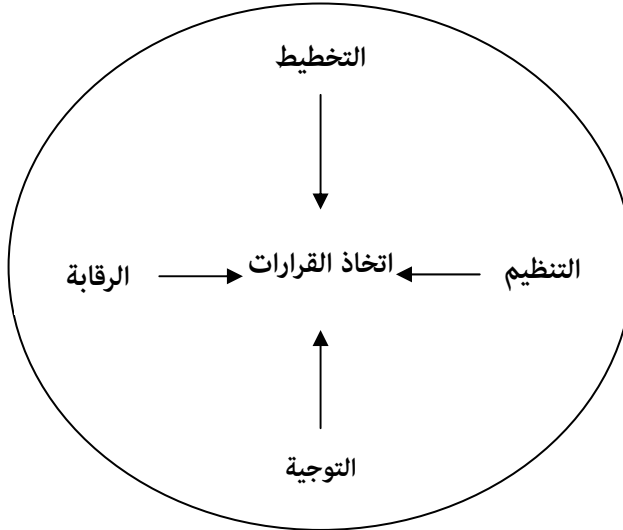 التخطيط
اتخاذ القرارات
التنظيم
الرقابة
التوجية